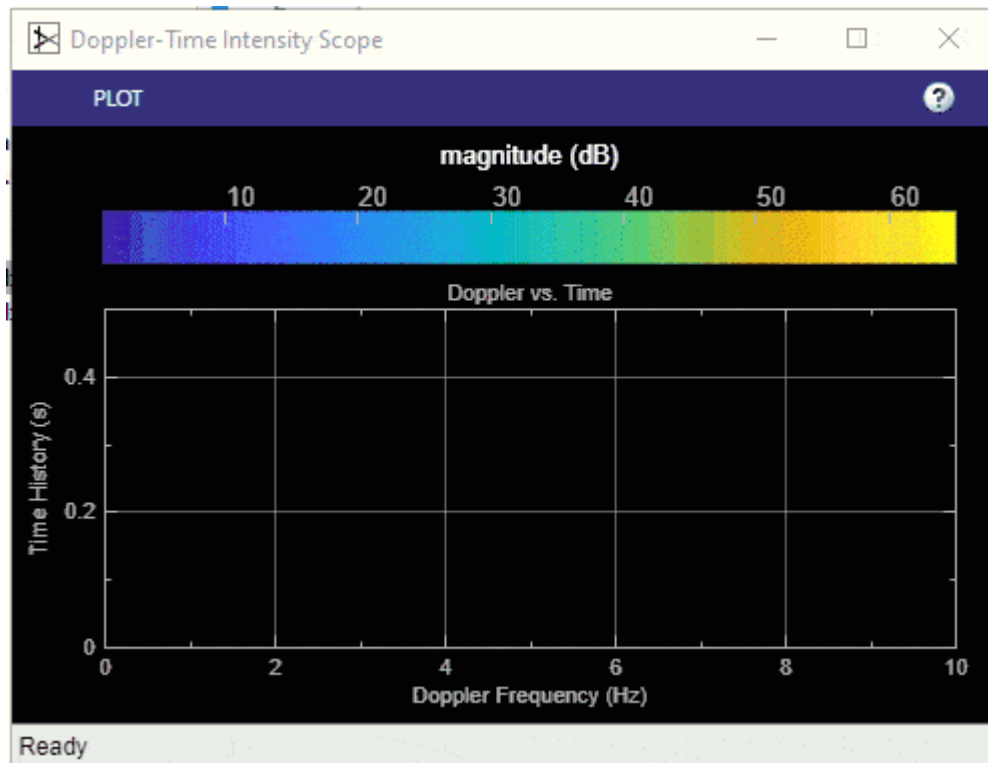 Doppler-Time Intensity Scope
PLOT
?
magnitude (dB)
10 20 30 40 50 60
Doppler vs. Time
Time History (s)
0.4
0.2
0
0 2 4 6 8 10
Doppler Frequency (Hz)
Ready